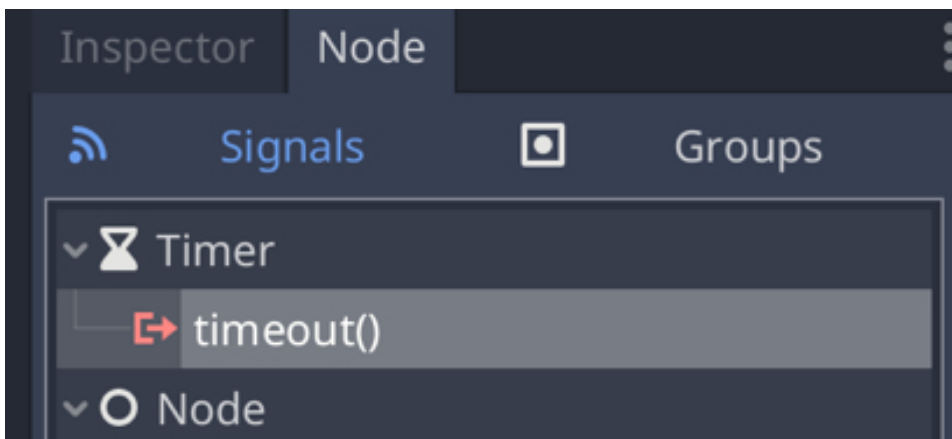 Inspector Node
Signals Groups
Timer
timeout()
Node